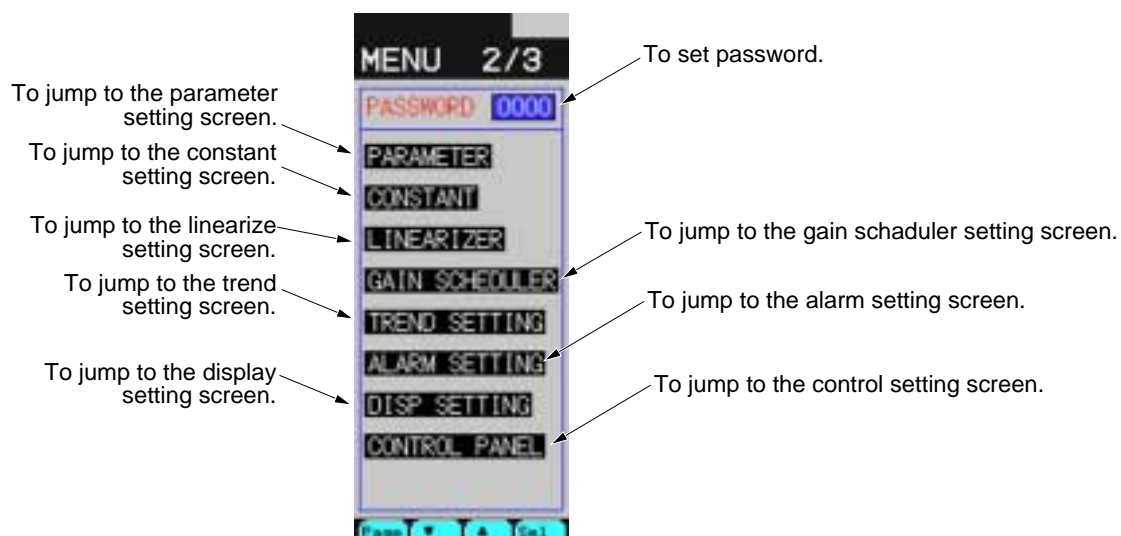 MENU 2/3
To set password.
PASSWORD 0000
To jump to the parameter
setting screen.
PARAMETER
To jump to the constant
setting screen.
CONSTANT
To jump to the linearize
setting screen.
LINEARIZER
To jump to the gain schaduler setting screen.
GAIN SCHEDULER
To jump to the trend
setting screen.
TREND SETTING
To jump to the alarm setting screen.
ALARM SETTING
To jump to the display
setting screen.
DISP SETTING
To jump to the control setting screen.
CONTROL PANEL
Page ▼ ▲ Sel